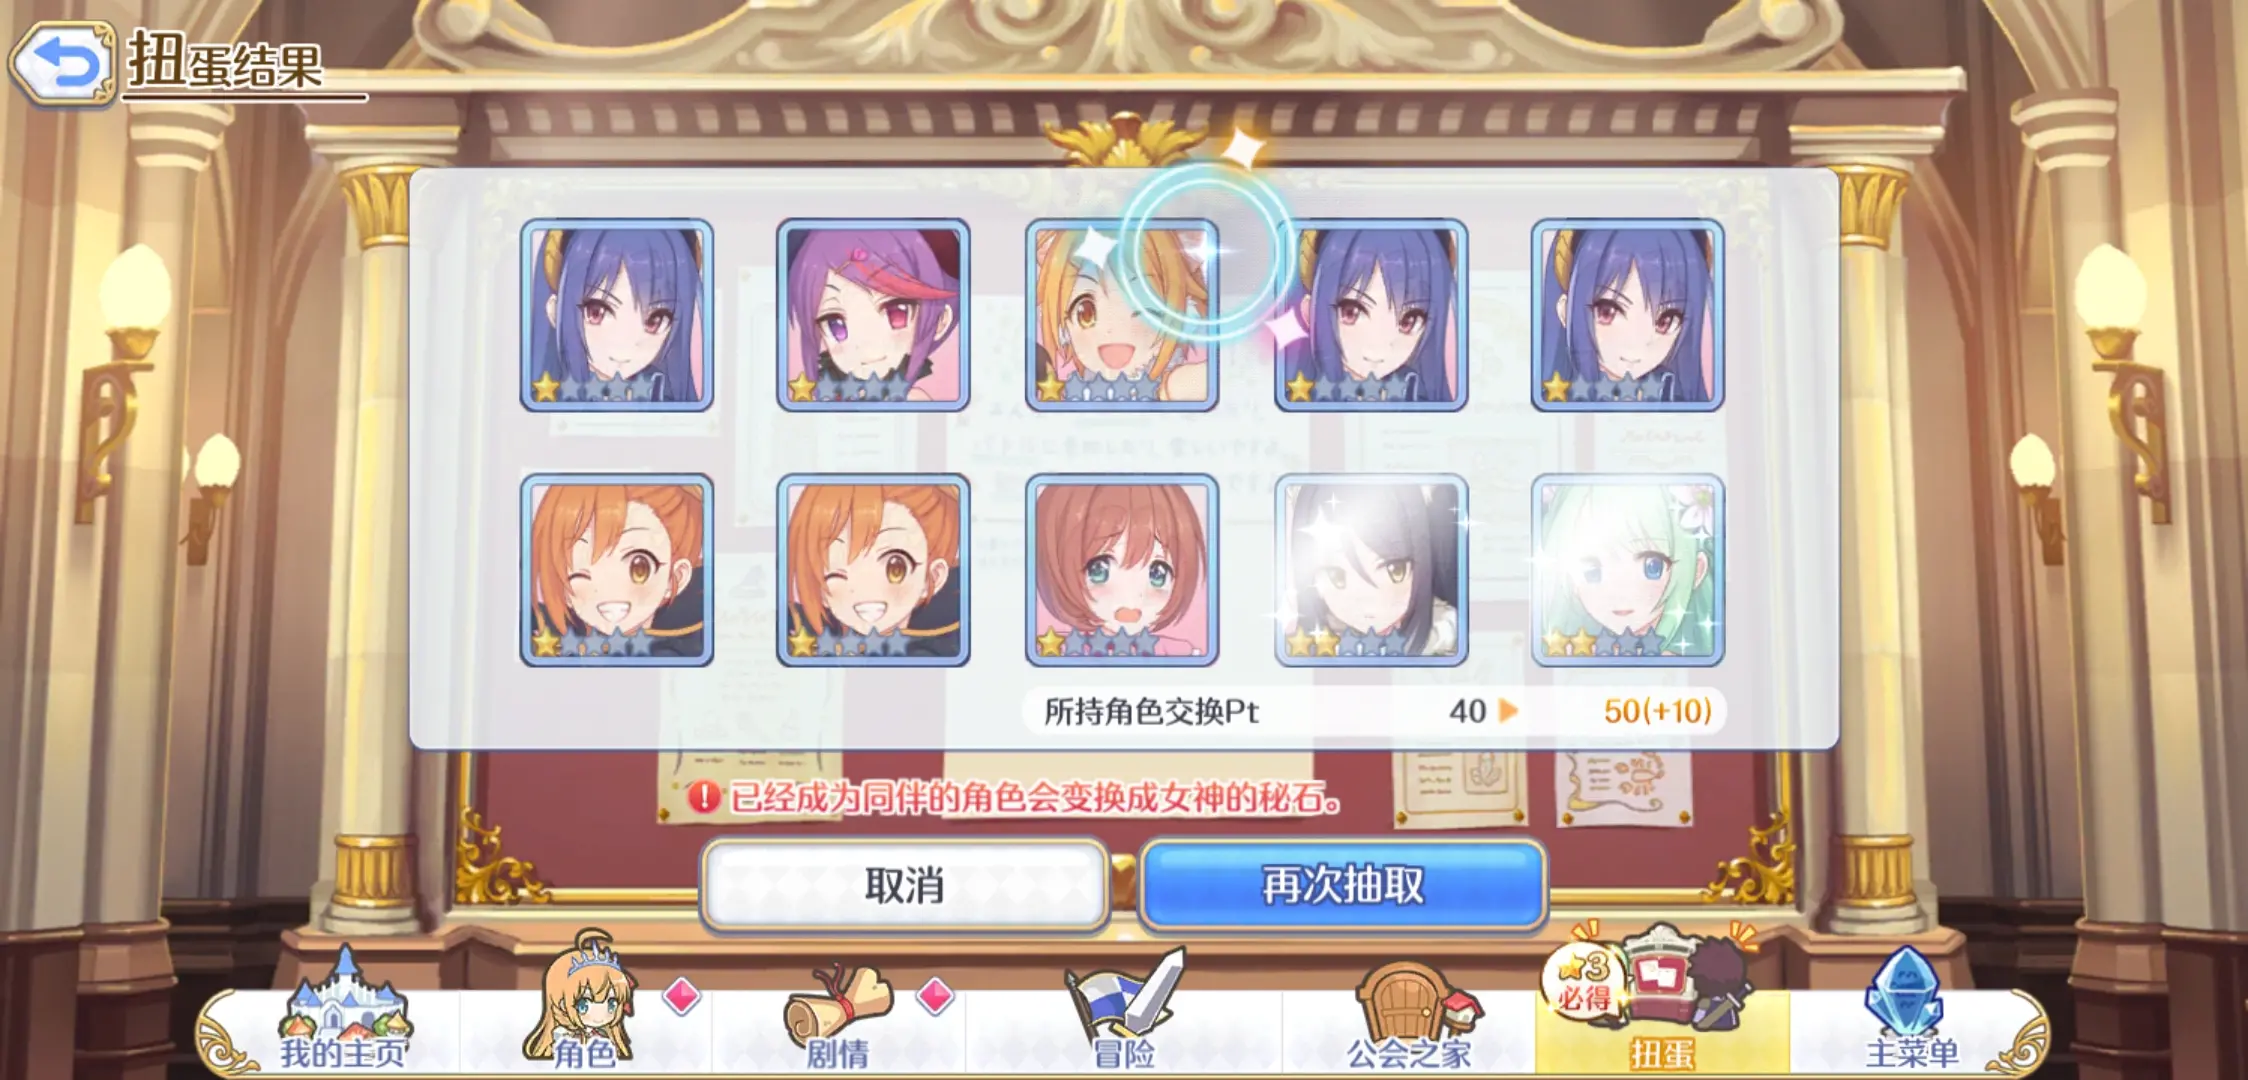 扭蛋结果
所持角色交换Pt 40 50(+10)
已经成为同伴的角色会变换成女神的秘石。
取消
再次抽取
3
必得
我的主页
角色
剧情
冒险
公会之家
扭蛋
主菜单